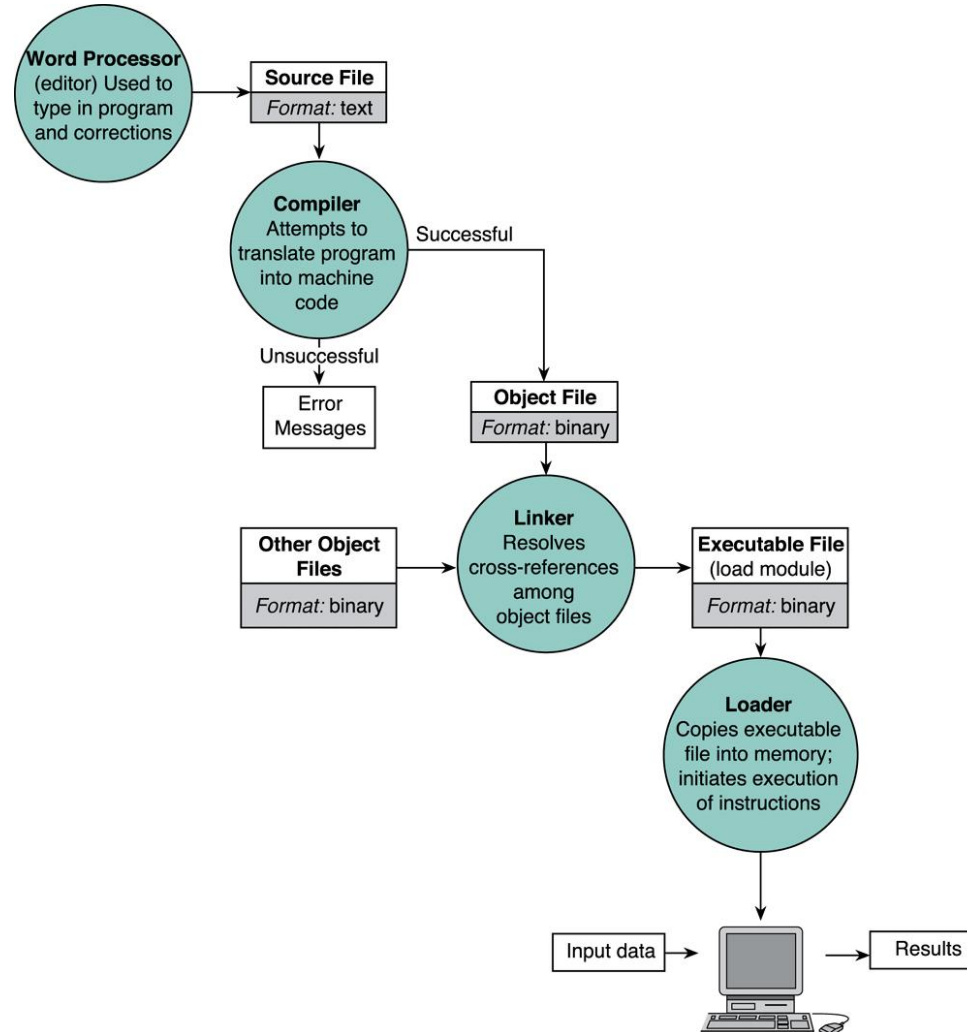 Word Processor
(editor) Used to
type in program
and corrections
Source File
Format: text
Compiler
Attempts to
translate program
into machine
code
Successful
Unsuccessful
Error
Messages
Object File
Format: binary
Other Object
Files
Format: binary
Linker
Resolves
cross-references
among
object files
Executable File
(load module)
Format: binary
Loader
Copies executable
file into memory;
initiates execution
of instructions
Input data
Results